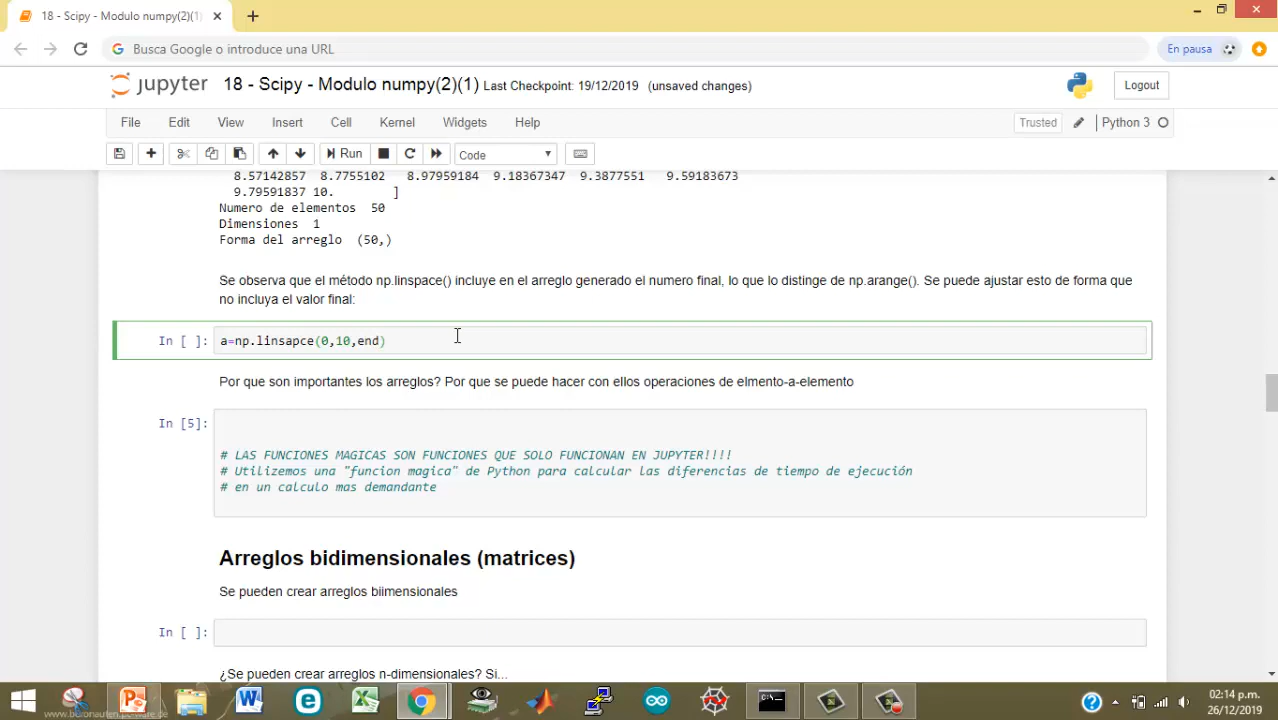 18 - Scipy - Modulo numpy(2)(1)
Busca Google o introduce una URL
En pausa
jupyter 18 - Scipy - Modulo numpy(2)(1) Last Checkpoint: 19/12/2019 (unsaved changes)
Logout
File Edit View Insert Cell Kernel Widgets Help
Trusted Python 3
Run Code
8.57142857 8.7755102 8.97959184 9.18367347 9.3877551 9.59183673
9.79591837 10. ]
Numero de elementos 50
Dimensiones 1
Forma del arreglo (50,)
Se observa que el método np.linspace() incluye en el arreglo generado el numero final, lo que lo distinge de np.arange(). Se puede ajustar esto de forma que
no incluya el valor final:
In [ ]: a=np.linsapce(0,10,end)
Por que son importantes los arreglos? Por que se puede hacer con ellos operaciones de elmento-a-elemento
In [5]:
# LAS FUNCIONES MAGICAS SON FUNCIONES QUE SOLO FUNCIONAN EN JUPYTER!!!!
# Utilizemos una "funcion magica" de Python para calcular las diferencias de tiempo de ejecución
# en un calculo mas demandante
Arreglos bidimensionales (matrices)
Se pueden crear arreglos biimensionales
In [ ]:
¿Se pueden crear arreglos n-dimensionales? Si...
02:14 p.m.
26/12/2019